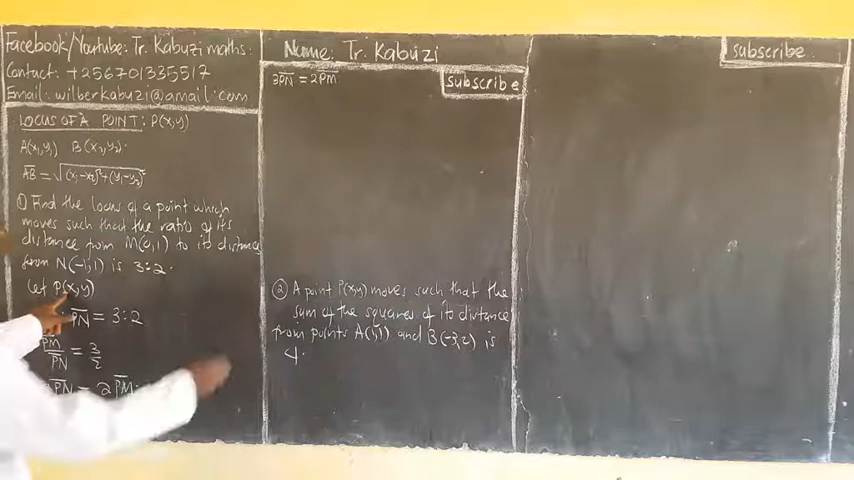 Facebook/Youtube: Tr. Kabuzi maths:
Contact: +256701335517
Email: wilberkabuzi@gmail.com
LOCUS OF A POINT: P(x,y)
A(x₁,y₁) B(x₂,y₂).
AB = √(x₁-x₂)²+(y₁-y₂)²
① Find the locus of a point which
moves such that the ratio of its
distance from M(0,1) to its distance
from N(-1,1) is 3:2.
Let P(x,y)
PN = 3:2
PM/PN = 3/2
PN = 2PM
Name: Tr. Kabuzi
3PN = 2PM
subscribe
② A point P(x,y) moves such that the
sum of the squares of its distance
from points A(1,1) and B(-3,2) is
4.
subscribe